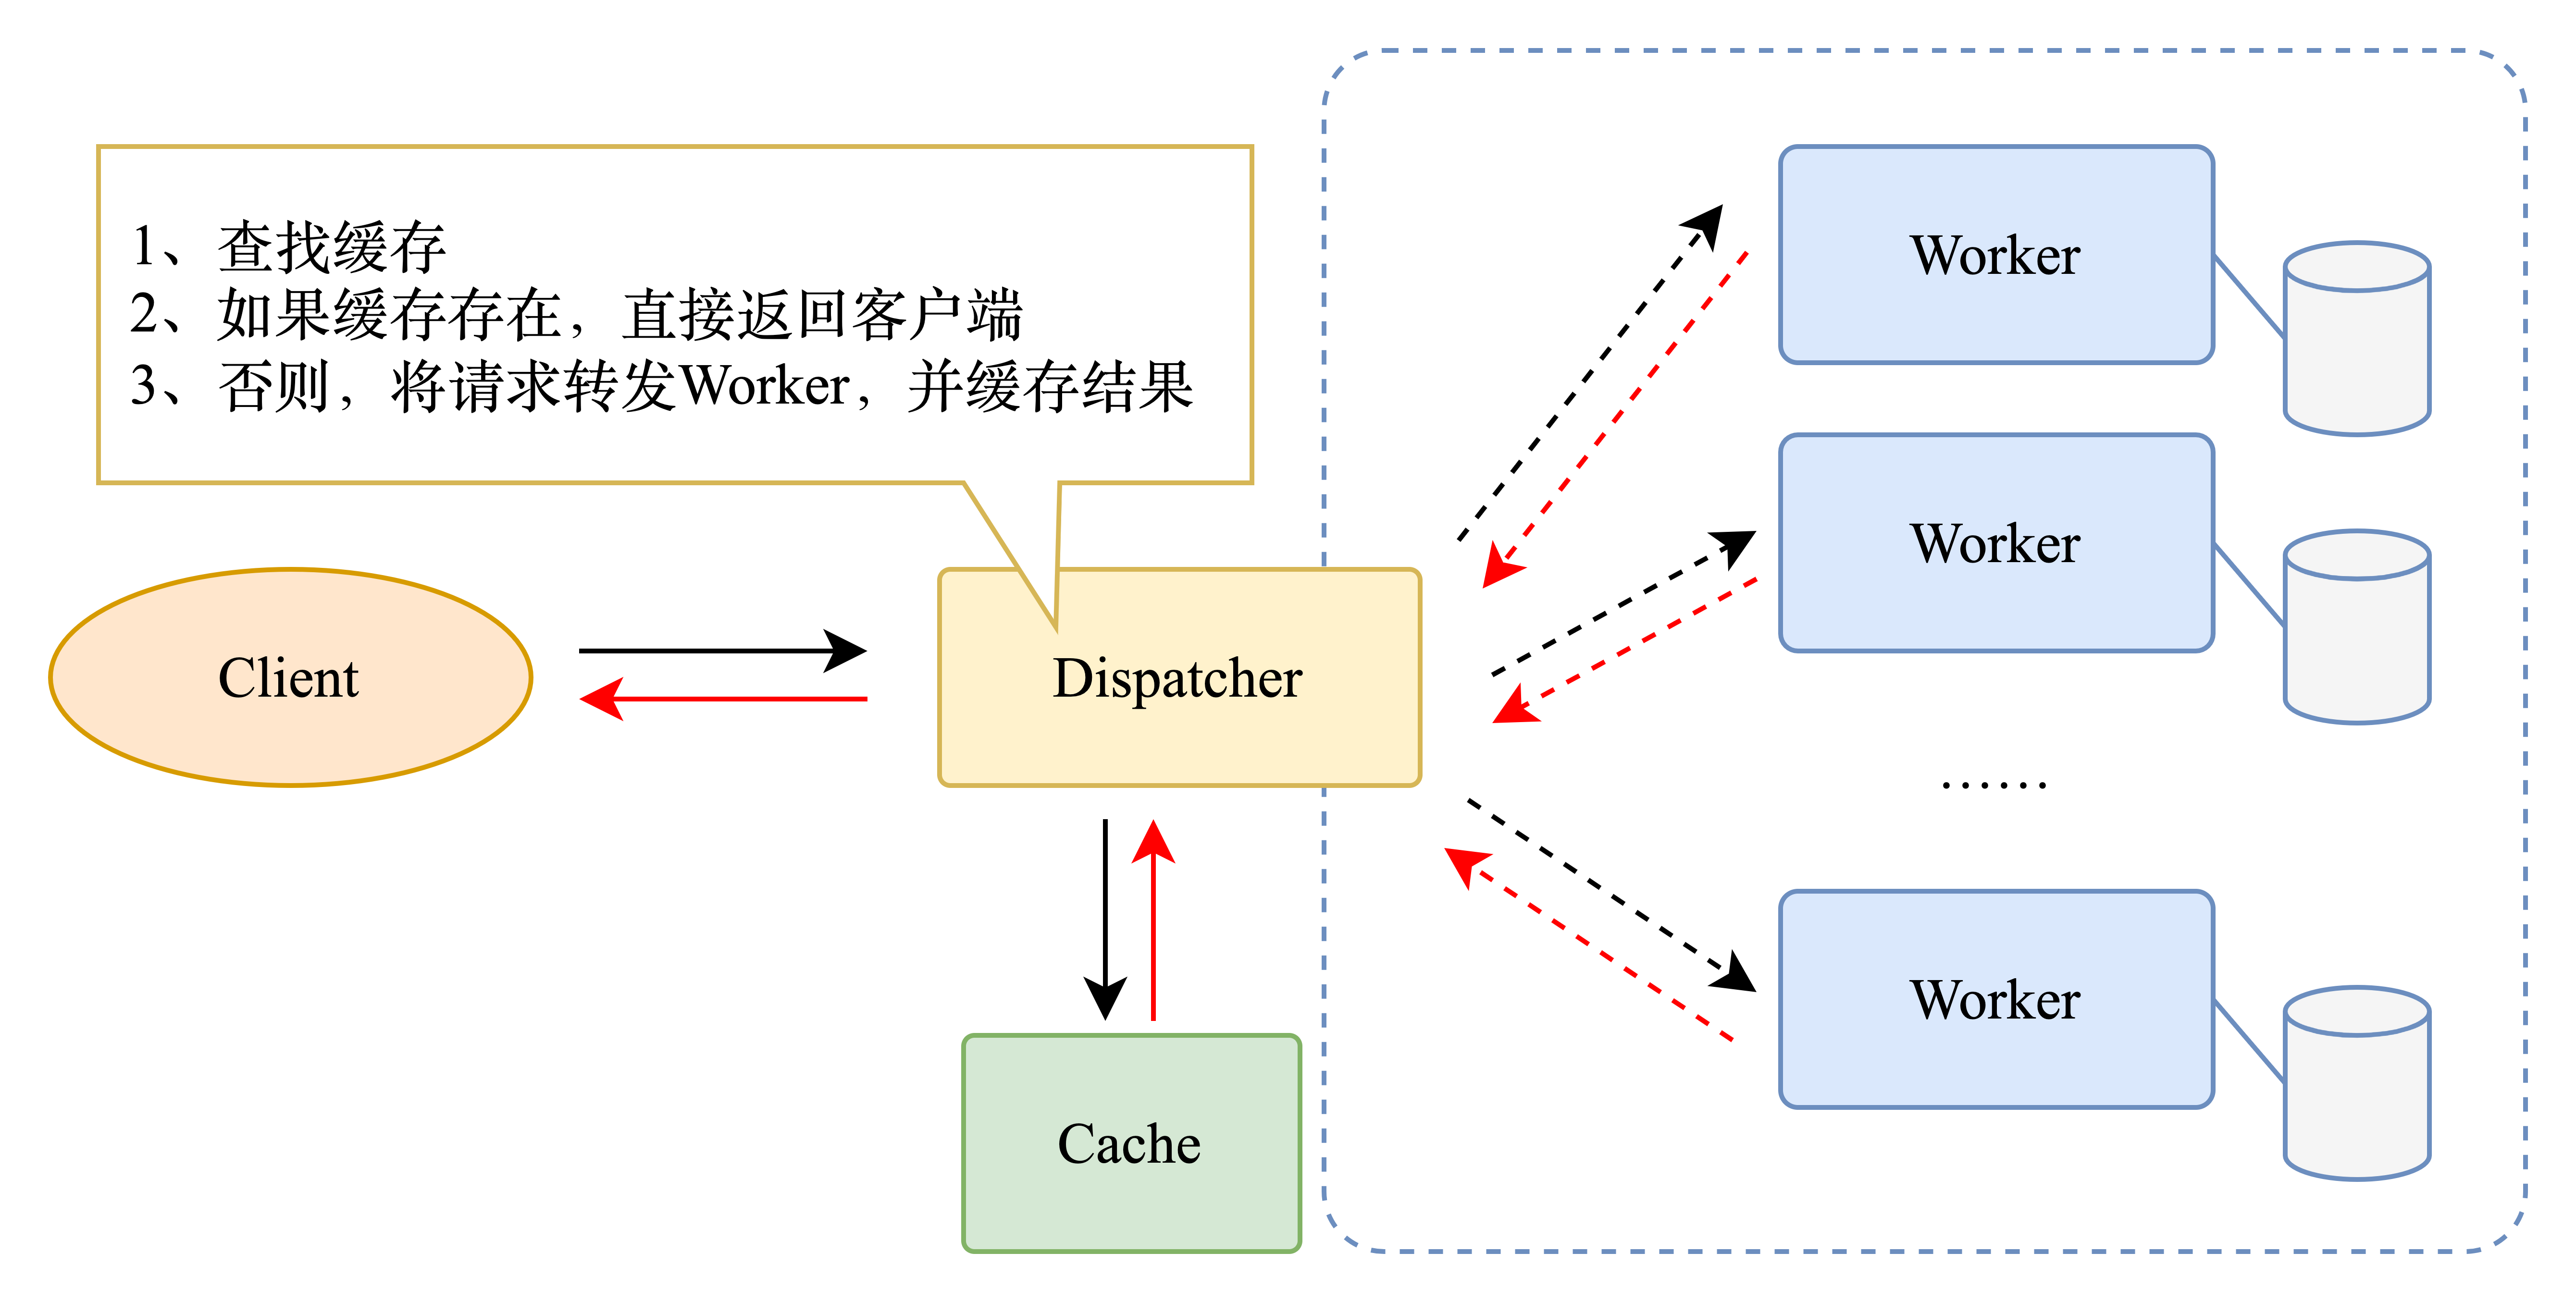 1、查找缓存
2、如果缓存存在，直接返回客户端
3、否则，将请求转发Worker，并缓存结果
Client
Dispatcher
Cache
Worker
Worker
……
Worker